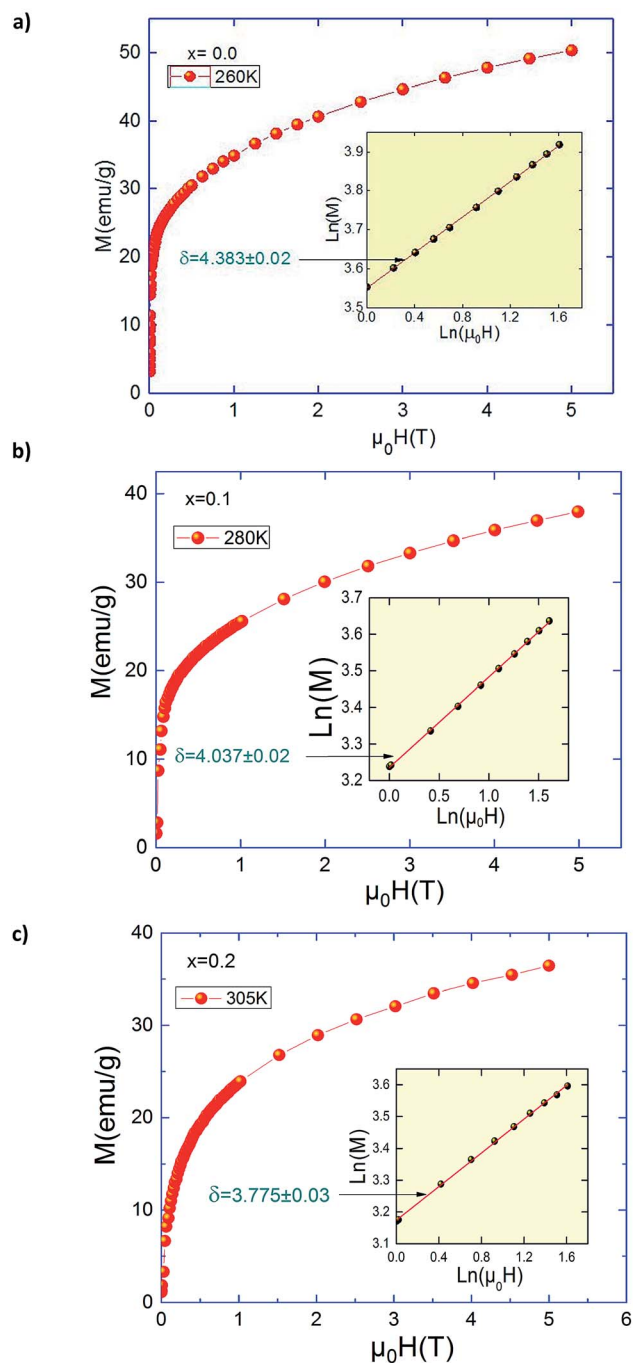 a)
x= 0.0
260K
50
40
30
20
10
0
M(emu/g)
0
1
2
3
4
5
μ₀H(T)
3.9
3.8
3.7
3.6
3.5
Ln(M)
0.0
0.4
0.8
1.2
1.6
Ln(μ₀H)
δ=4.383±0.02
b)
x=0.1
280K
40
30
20
10
0
M(emu/g)
0
1
2
3
4
5
μ₀H(T)
3.7
3.6
3.5
3.4
3.3
3.2
Ln(M)
0.0
0.5
1.0
1.5
Ln(μ₀H)
δ=4.037±0.02
c)
x=0.2
305K
40
30
20
10
0
M(emu/g)
0
1
2
3
4
5
6
μ₀H(T)
3.6
3.5
3.4
3.3
3.2
3.1
Ln(M)
0.0
0.4
0.8
1.2
1.6
Ln(μ₀H)
δ=3.775±0.03